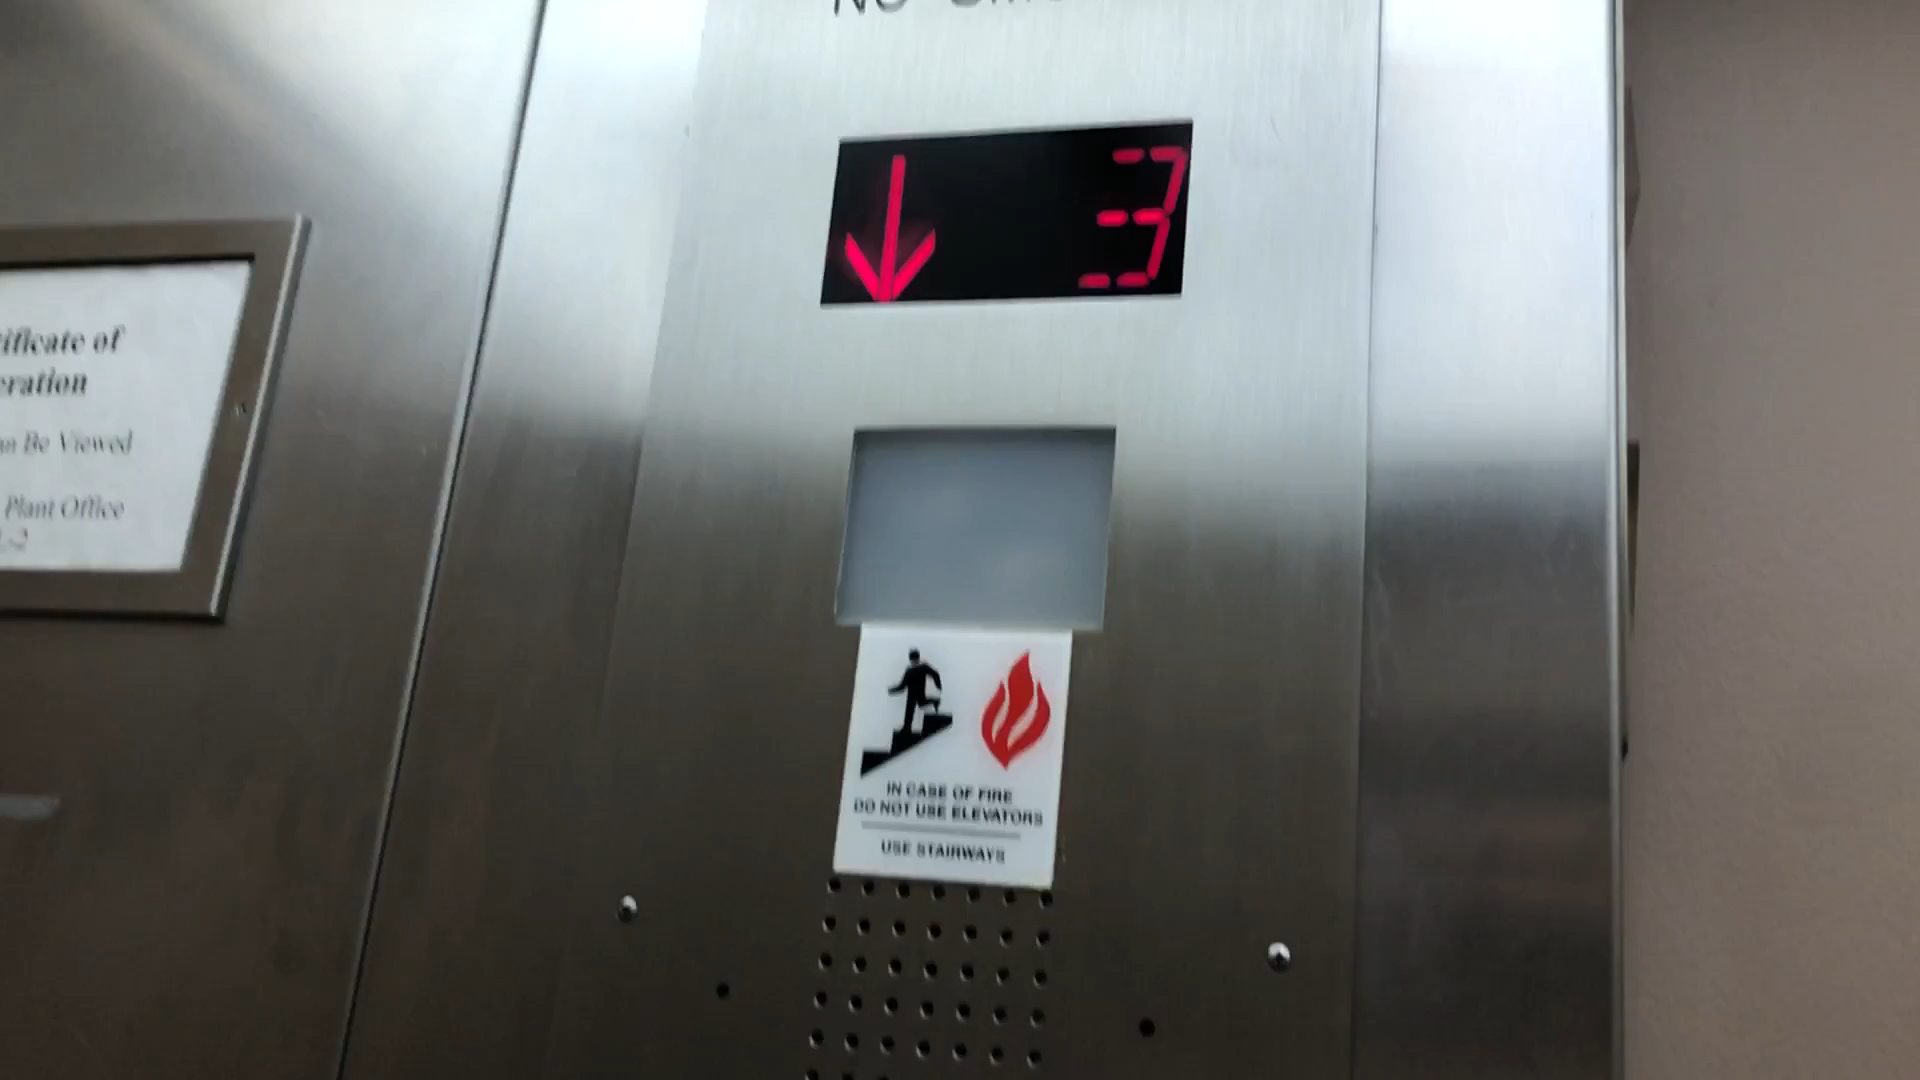 NO
3
ificate of
eration
an Be Viewed
Plant Office
IN CASE OF FIRE
DO NOT USE ELEVATORS
USE STAIRWAYS